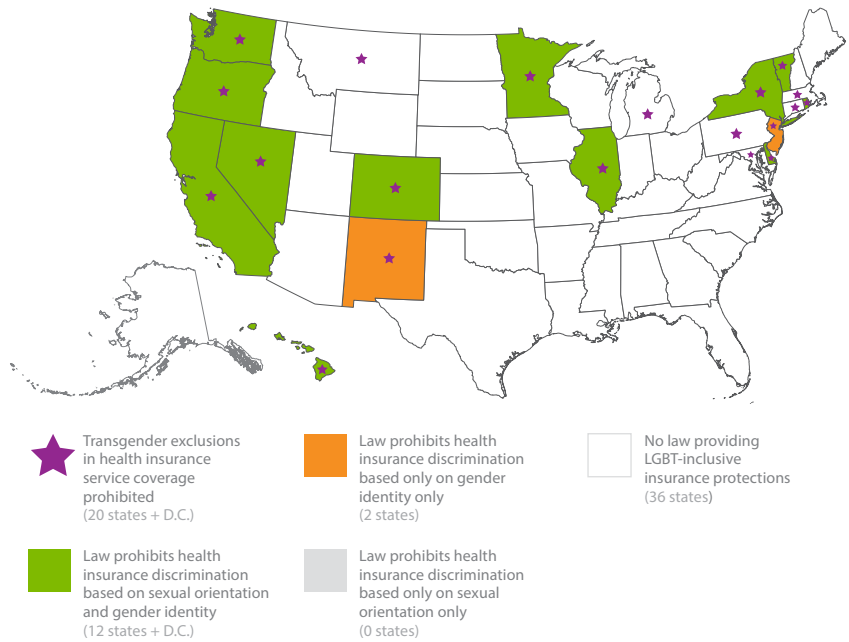 Transgender exclusions
in health insurance
service coverage
prohibited
(20 states + D.C.)
Law prohibits health
insurance discrimination
based only on gender
identity only
(2 states)
No law providing
LGBT-inclusive
insurance protections
(36 states)
Law prohibits health
insurance discrimination
based on sexual orientation
and gender identity
(12 states + D.C.)
Law prohibits health
insurance discrimination
based only on sexual
orientation only
(0 states)